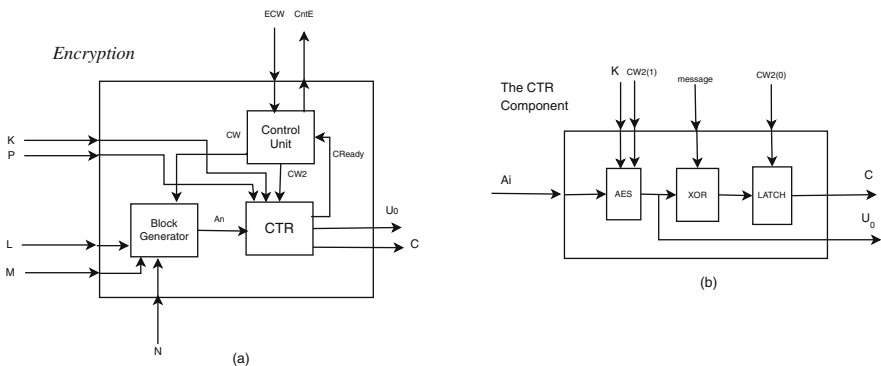 ECW CntE
Encryption
K
P
CW
Control
Unit
CReady
CW2
Block
Generator
An
CTR
U0
C
L
M
N
(a)
The CTR
Component
K CW2(1)
message
CW2(0)
Ai
AES
XOR
LATCH
C
U0
(b)